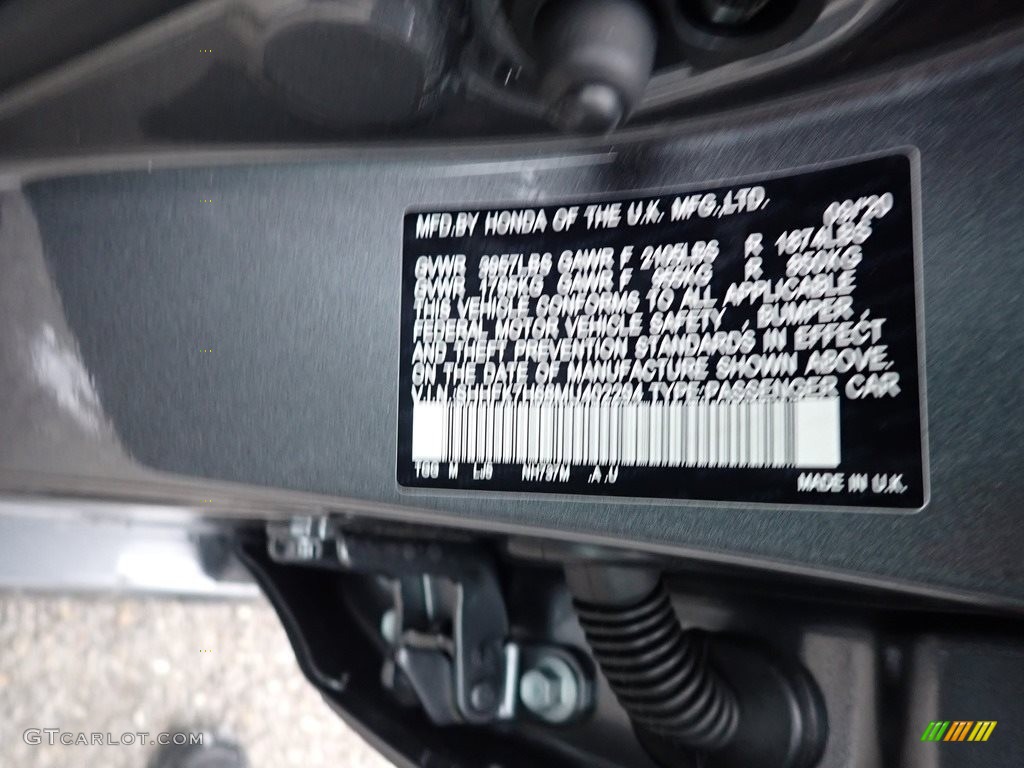 MFD.BY HONDA OF THE U.K. MFG.,LTD. 09/20
GVWR 3957LBS GAWR F 2105LBS R 1874LBS
GVWR 1795KG GAWR F 955KG R 850KG
THIS VEHICLE CONFORMS TO ALL APPLICABLE
FEDERAL MOTOR VEHICLE SAFETY, BUMPER,
AND THEFT PREVENTION STANDARDS IN EFFECT
ON THE DATE OF MANUFACTURE SHOWN ABOVE.
V.I.N.: TYPE:PASSENGER CAR
M NH797M A U
MADE IN U.K.
GTCARLOT.COM